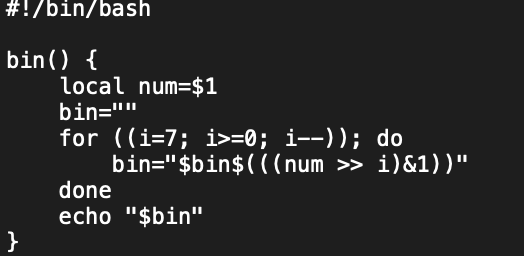 #!/bin/bash
bin() {
    local num=$1
    bin=""
    for ((i=7; i>=0; i--)); do
        bin="$bin$(((num >> i)&1))"
    done
    echo "$bin"
}